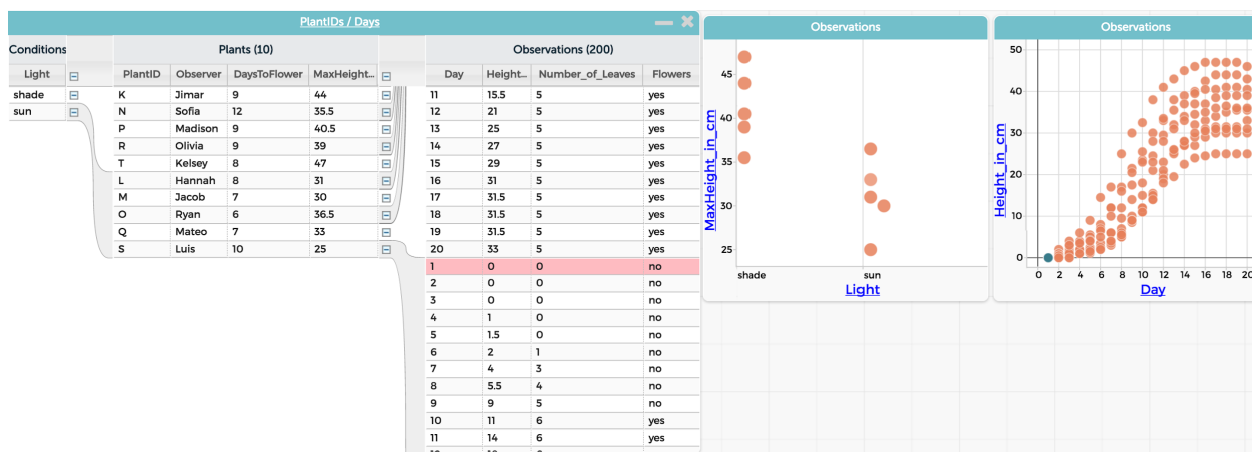 PlantIDs / Days
Conditions
Plants (10)
Observations (200)
Light
PlantID Observer DaysToFlower MaxHeight...
Day Height... Number_of_Leaves Flowers
shade
sun
K Jimar 9 44
N Sofia 12 35.5
P Madison 9 40.5
R Olivia 9 39
T Kelsey 8 47
L Hannah 8 31
M Jacob 7 30
O Ryan 6 36.5
Q Mateo 7 33
S Luis 10 25
11 15.5 5 yes
12 21 5 yes
13 25 5 yes
14 27 5 yes
15 29 5 yes
16 31 5 yes
17 31.5 5 yes
18 31.5 5 yes
19 31.5 5 yes
20 33 5 yes
1 0 0 no
2 0 0 no
3 0 0 no
4 1 0 no
5 1.5 0 no
6 2 1 no
7 4 3 no
8 5.5 4 no
9 9 5 no
10 11 6 yes
11 14 6 yes
Observations
MaxHeight_in_cm
45
40
35
30
25
shade sun
Light
Observations
Height_in_cm
50
40
30
20
10
0
0 2 4 6 8 10 12 14 16 18 20
Day